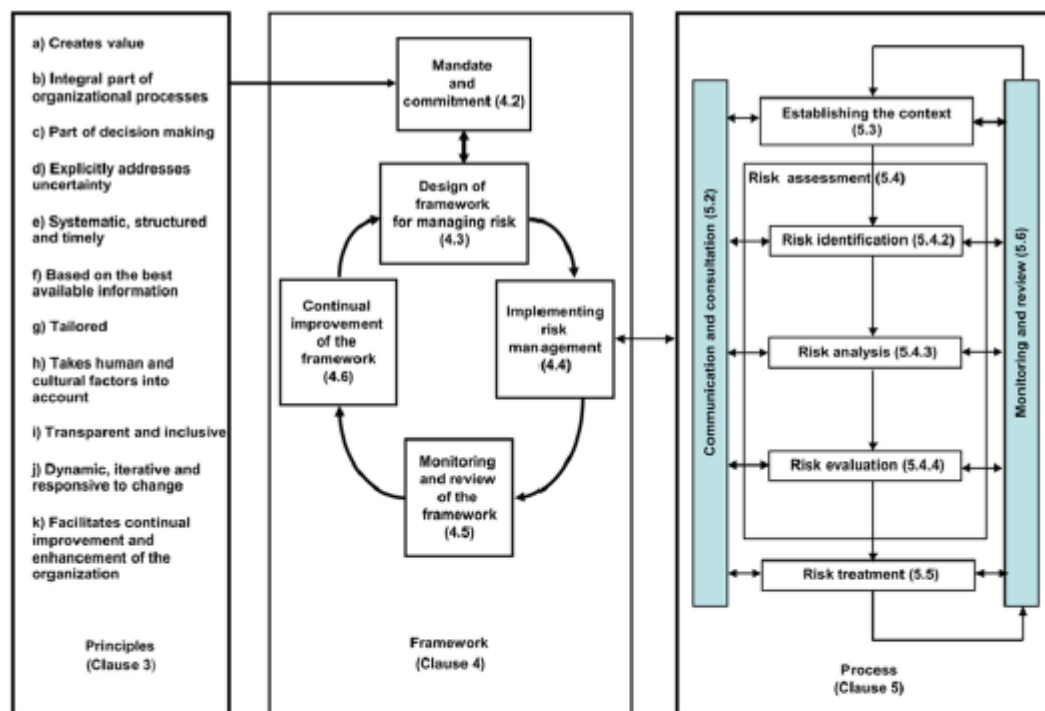 a) Creates value
b) Integral part of
organizational processes
c) Part of decision making
d) Explicitly addresses
uncertainty
e) Systematic, structured
and timely
f) Based on the best
available information
g) Tailored
h) Takes human and
cultural factors into
account
i) Transparent and inclusive
j) Dynamic, iterative and
responsive to change
k) Facilitates continual
improvement and
enhancement of the
organization
Principles
(Clause 3)
Mandate
and
commitment (4.2)
Design of
framework
for managing risk
(4.3)
Implementing
risk
management
(4.4)
Monitoring
and review
of the
framework
(4.5)
Continual
improvement
of the
framework
(4.6)
Framework
(Clause 4)
Communication and consultation (5.2)
Establishing the context
(5.3)
Risk assessment (5.4)
Risk identification (5.4.2)
Risk analysis (5.4.3)
Risk evaluation (5.4.4)
Risk treatment (5.5)
Monitoring and review (5.6)
Process
(Clause 5)